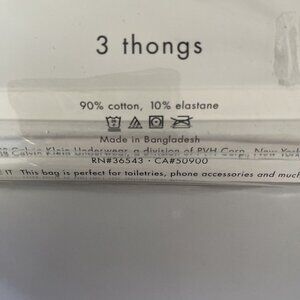 3 thongs
90% cotton, 10% elastane
Made in Bangladesh
Calvin Klein Underwear, a division of PVH Corp., New York
RN#36543 · CA#50900
IT This bag is perfect for toiletries, phone accessories and much